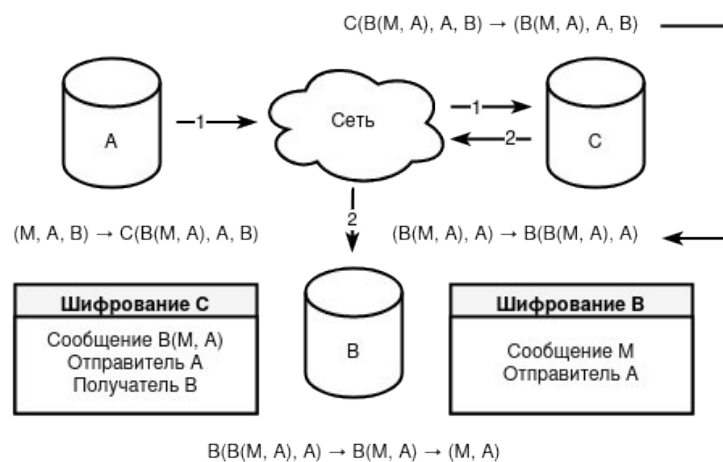 C(B(M, A), A, B) → (B(M, A), A, B)
A
1
Сеть
1
2
C
2
(M, A, B) → C(B(M, A), A, B)
(B(M, A), A) → B(B(M, A), A)
Шифрование C
Сообщение B(M, A)
Отправитель A
Получатель B
B
Шифрование B
Сообщение M
Отправитель A
B(B(M, A), A) → B(M, A) → (M, A)